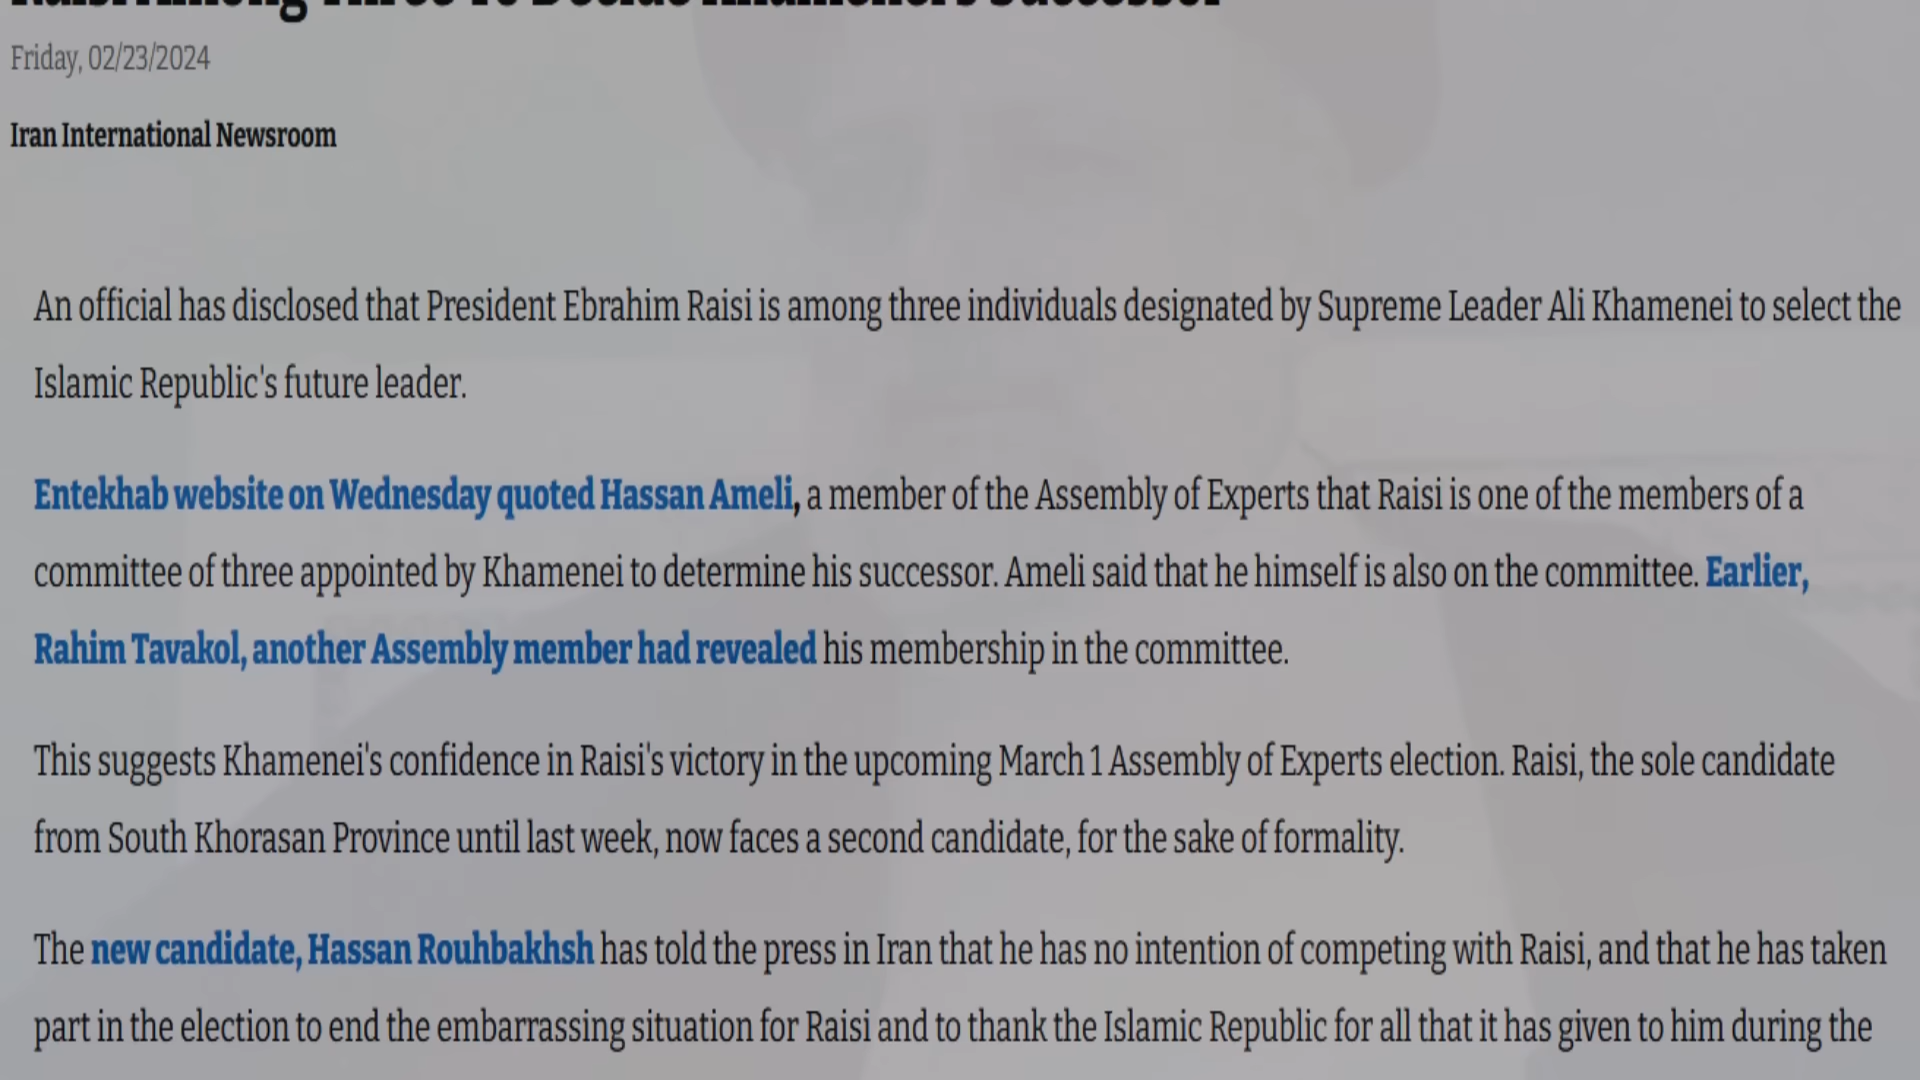 Raisi Among Three To Decide Khamenei's Successor
Friday, 02/23/2024
Iran International Newsroom
An official has disclosed that President Ebrahim Raisi is among three individuals designated by Supreme Leader Ali Khamenei to select the
Islamic Republic's future leader.
Entekhab website on Wednesday quoted Hassan Ameli, a member of the Assembly of Experts that Raisi is one of the members of a
committee of three appointed by Khamenei to determine his successor. Ameli said that he himself is also on the committee. Earlier,
Rahim Tavakol, another Assembly member had revealed his membership in the committee.
This suggests Khamenei's confidence in Raisi's victory in the upcoming March 1 Assembly of Experts election. Raisi, the sole candidate
from South Khorasan Province until last week, now faces a second candidate, for the sake of formality.
The new candidate, Hassan Rouhbakhsh has told the press in Iran that he has no intention of competing with Raisi, and that he has taken
part in the election to end the embarrassing situation for Raisi and to thank the Islamic Republic for all that it has given to him during the